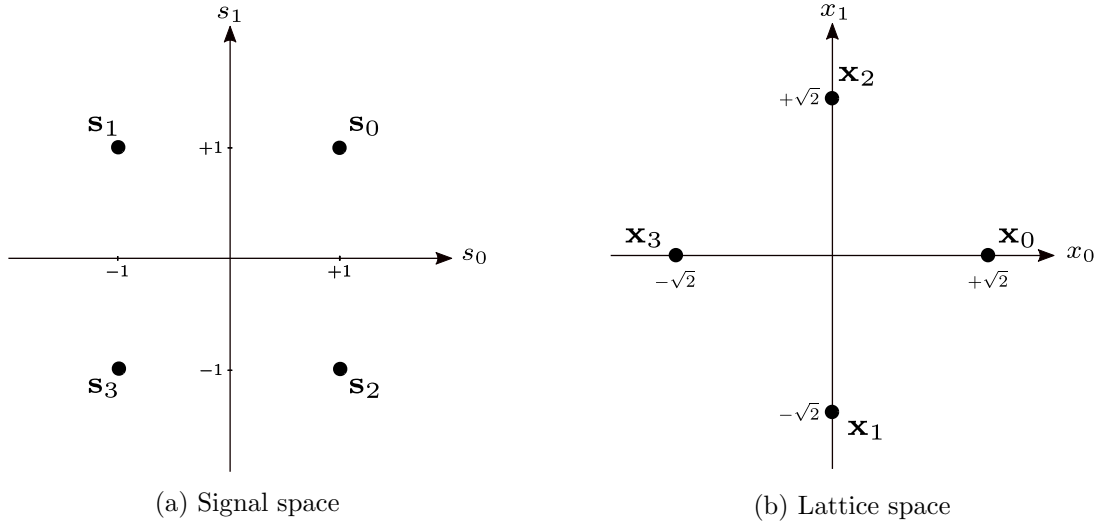 s₁
s₁
s₀
+1
s₀
−1
+1
−1
s₃
s₂
(a) Signal space
x₁
x₂
+√2
x₃
x₀
x₀
−√2
+√2
−√2
x₁
(b) Lattice space